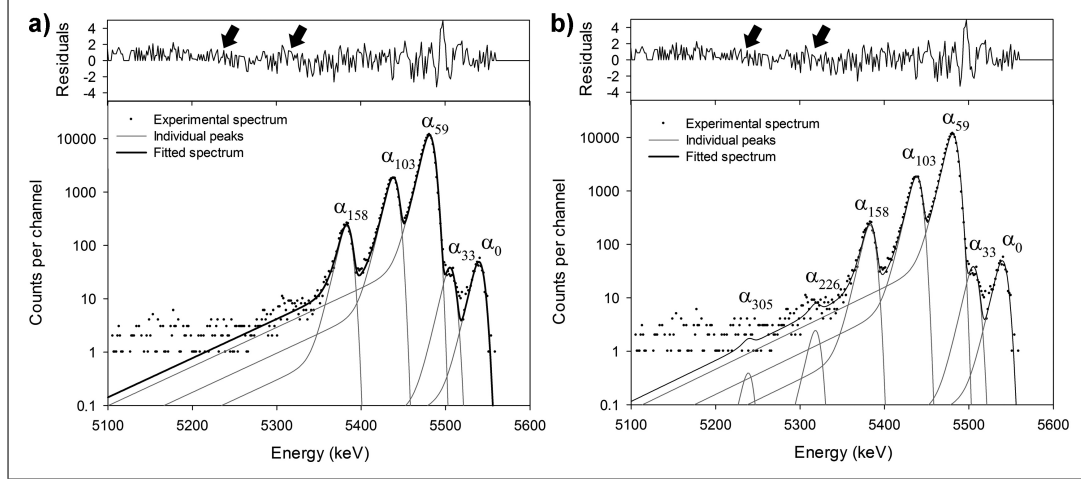 a)
Residuals
4
2
0
-2
-4
Counts per channel
10000
1000
100
10
1
0.1
Experimental spectrum
Individual peaks
Fitted spectrum
α59
α103
α158
α33
α0
5100 5200 5300 5400 5500 5600
Energy (keV)
b)
Residuals
4
2
0
-2
-4
Counts per channel
10000
1000
100
10
1
0.1
Experimental spectrum
Individual peaks
Fitted spectrum
α59
α103
α158
α226
α305
α33
α0
5100 5200 5300 5400 5500 5600
Energy (keV)